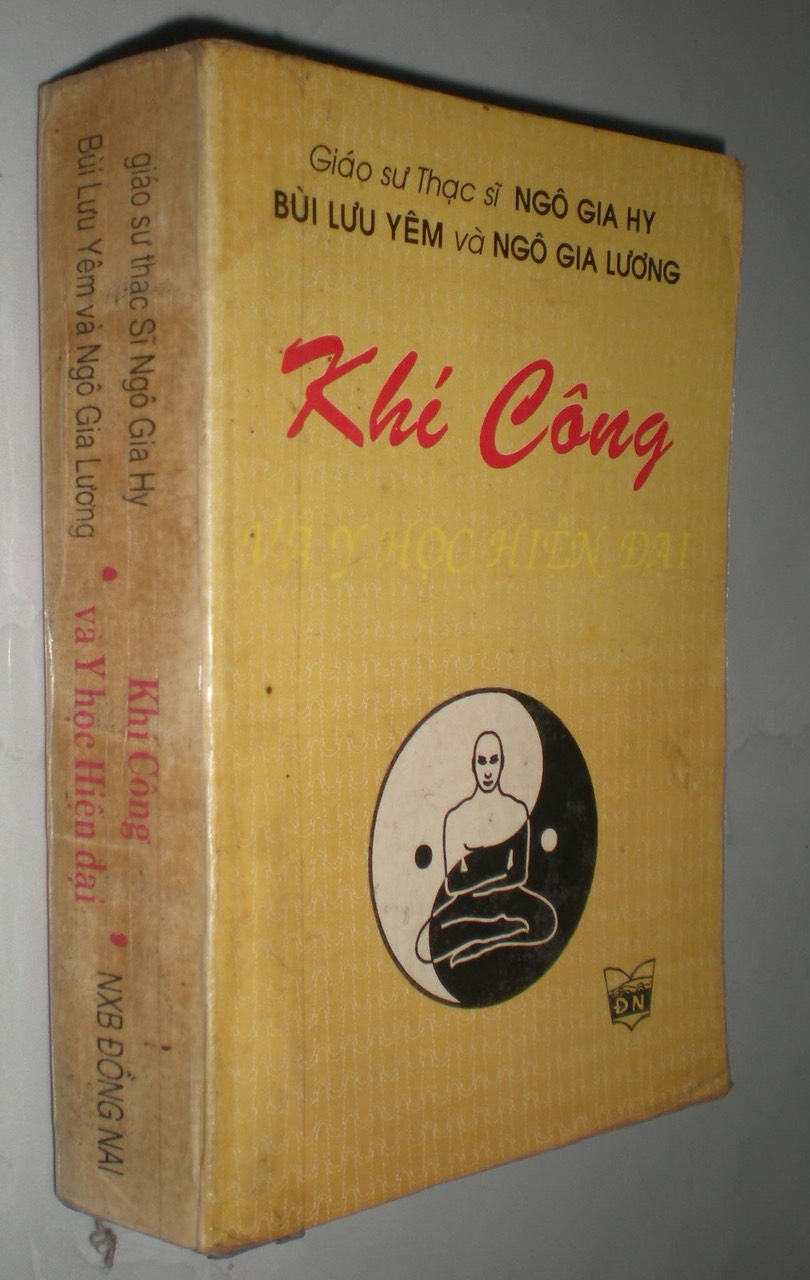 Giáo sư Thạc sĩ NGÔ GIA HY
BÙI LƯU YÊM và NGÔ GIA LƯƠNG
Khí Công
VÀ Y HỌC HIỆN ĐẠI
ĐN
giáo sư thạc Sĩ Ngô Gia Hy
Bùi Lưu Yêm và Ngô Gia Lương
Khí Công
và Y học Hiện đại
NXB ĐỒNG NAI